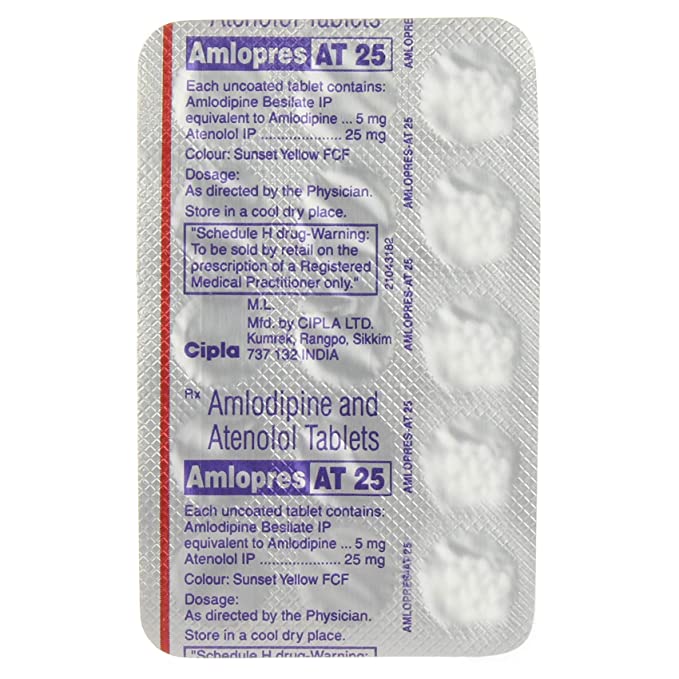 Atenolol Tablets
Amlopres AT 25
Each uncoated tablet contains:
Amlodipine Besilate IP
equivalent to Amlodipine ... 5 mg
Atenolol IP .................... 25 mg
Colour: Sunset Yellow FCF
Dosage:
As directed by the Physician.
Store in a cool dry place.
"Schedule H drug-Warning:
To be sold by retail on the
prescription of a Registered
Medical Practitioner only."
21043182
M.L.
Mfd. by CIPLA LTD.
Kumrek, Rangpo, Sikkim
737 132 INDIA
Cipla
Rx Amlodipine and
Atenolol Tablets
Amlopres AT 25
Each uncoated tablet contains:
Amlodipine Besilate IP
equivalent to Amlodipine ... 5 mg
Atenolol IP .................... 25 mg
Colour: Sunset Yellow FCF
Dosage:
As directed by the Physician.
Store in a cool dry place.
"Schedule H drug-Warning:
AMLOPRES
AMLOPRES-AT 25
AMLOPRES-AT 25
AMLOPRES-AT 25
AMLOPRES-AT 25